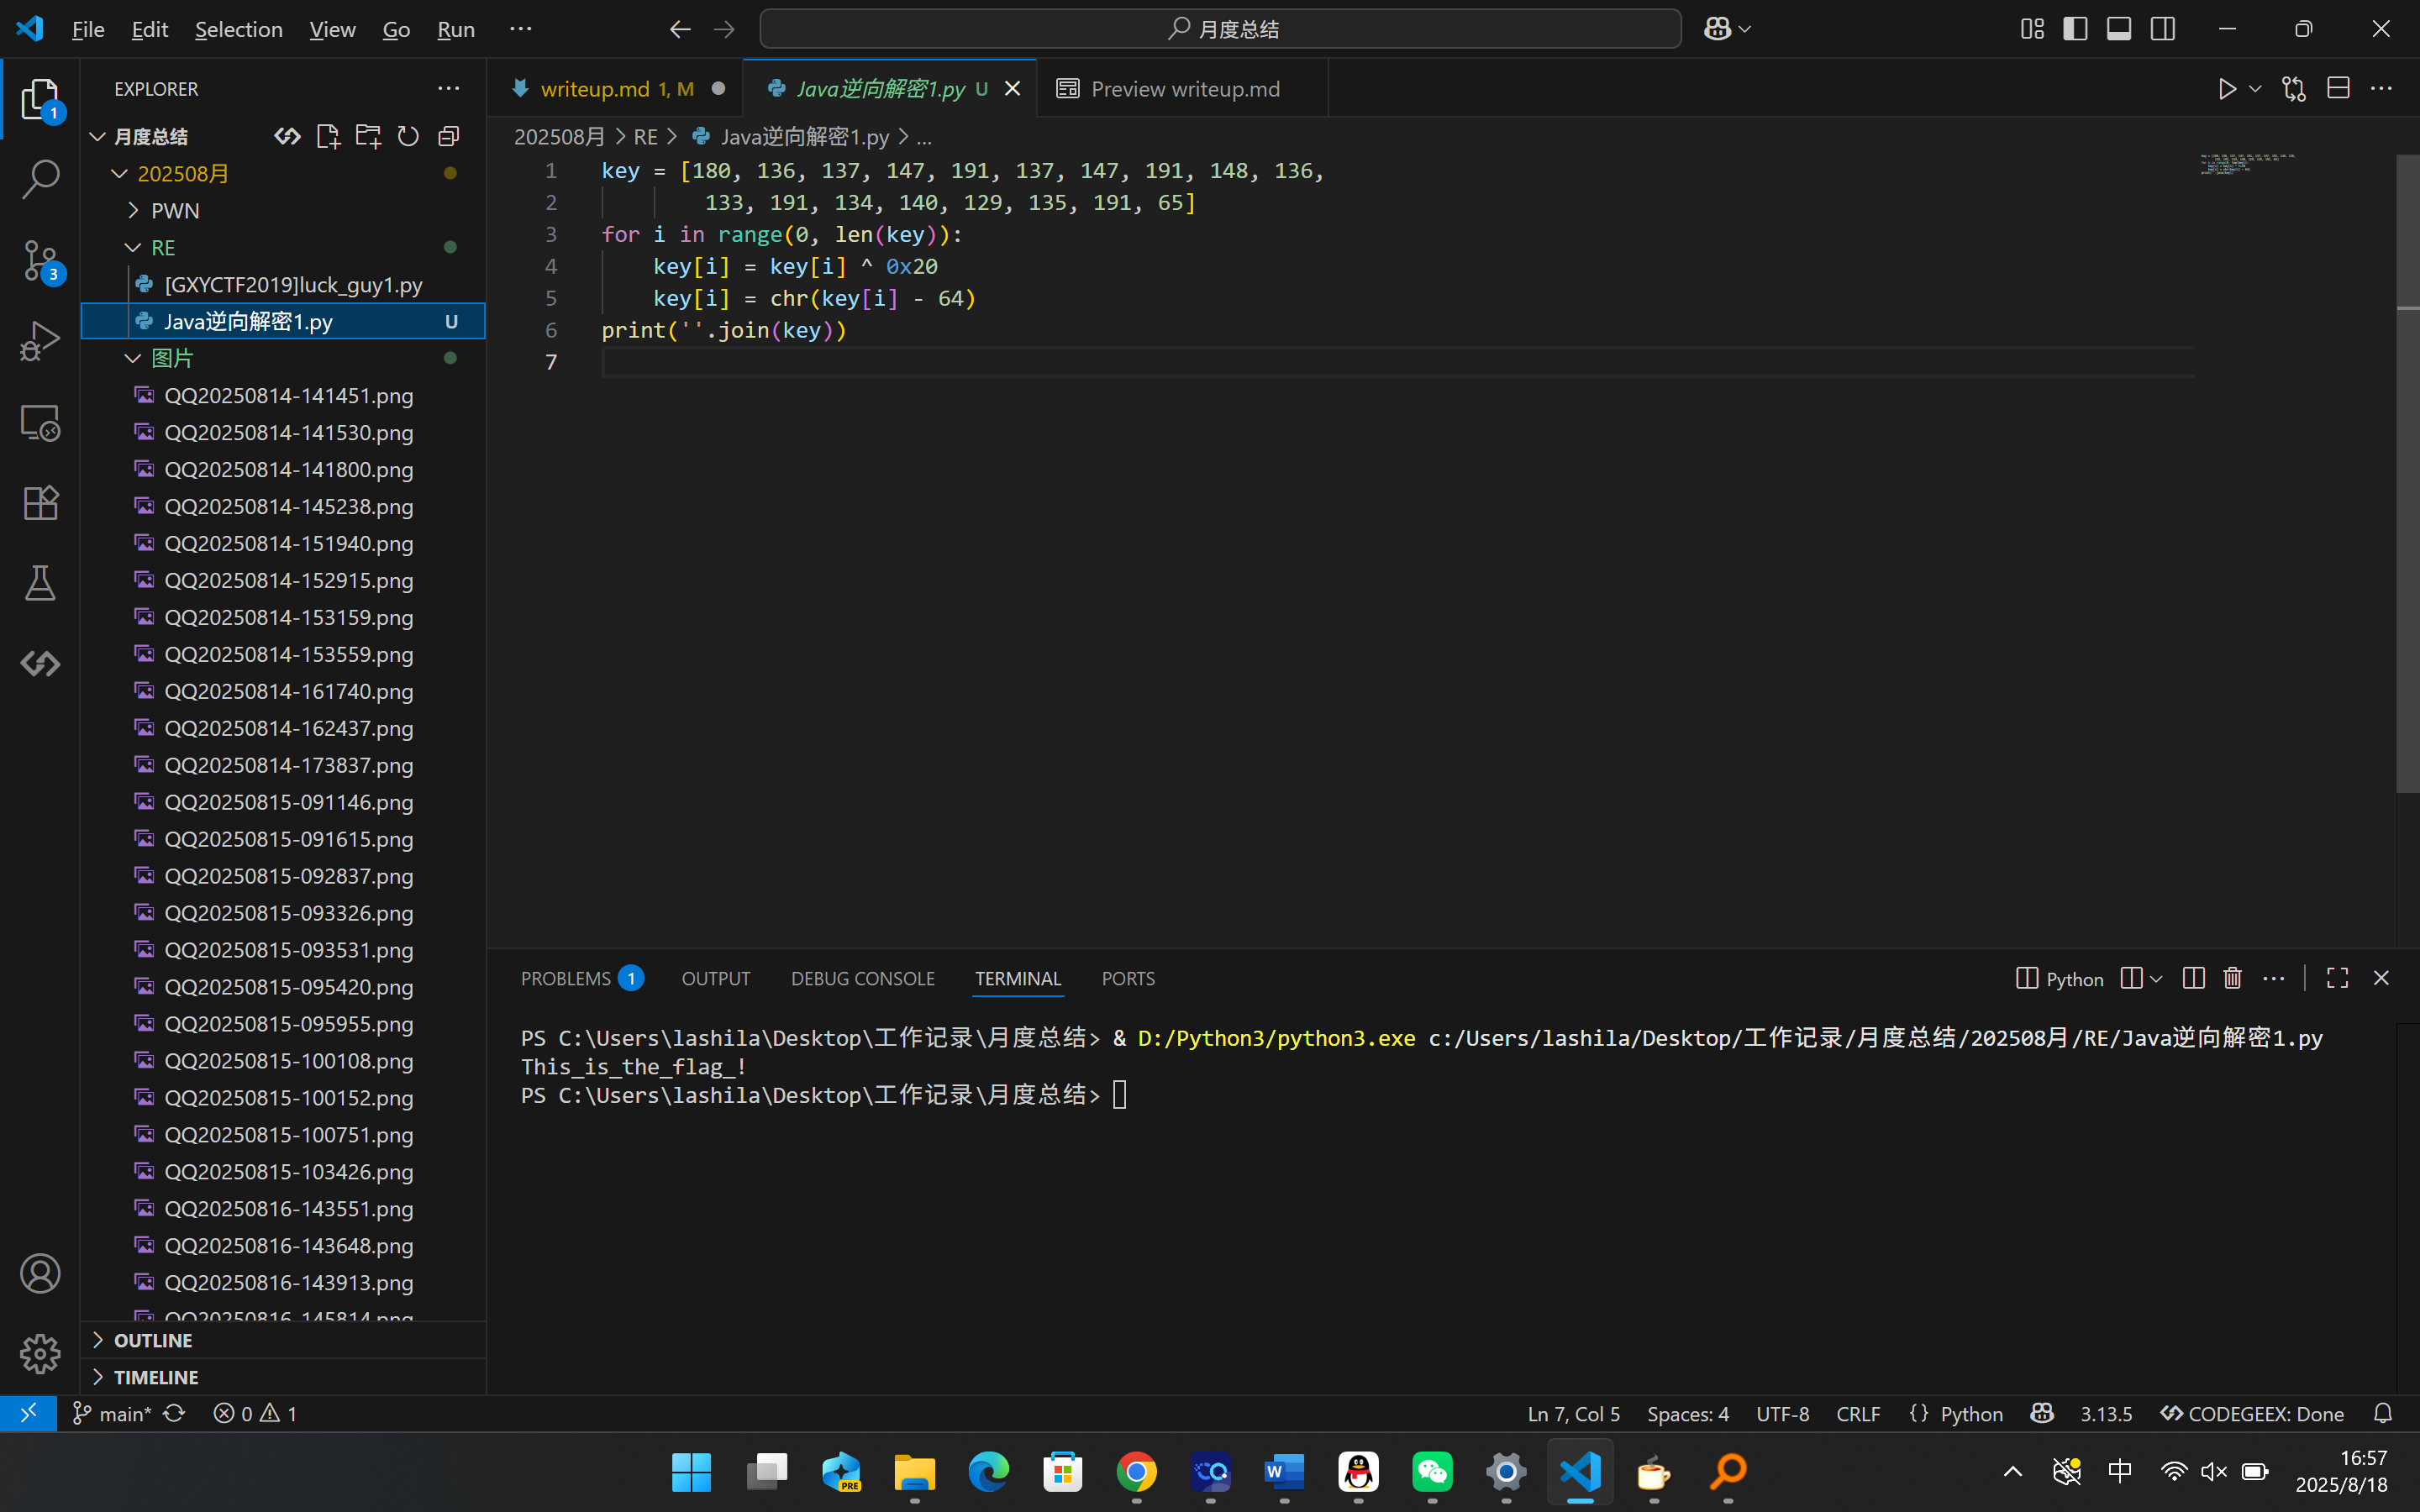 File Edit Selection View Go Run ···
月度总结
EXPLORER
月度总结
202508月
PWN
RE
[GXYCTF2019]luck_guy1.py
Java逆向解密1.py U
图片
QQ20250814-141451.png
QQ20250814-141530.png
QQ20250814-141800.png
QQ20250814-145238.png
QQ20250814-151940.png
QQ20250814-152915.png
QQ20250814-153159.png
QQ20250814-153559.png
QQ20250814-161740.png
QQ20250814-162437.png
QQ20250814-173837.png
QQ20250815-091146.png
QQ20250815-091615.png
QQ20250815-092837.png
QQ20250815-093326.png
QQ20250815-093531.png
QQ20250815-095420.png
QQ20250815-095955.png
QQ20250815-100108.png
QQ20250815-100152.png
QQ20250815-100751.png
QQ20250815-103426.png
QQ20250816-143551.png
QQ20250816-143648.png
QQ20250816-143913.png
QQ20250816-145814.png
OUTLINE
TIMELINE
1
3
writeup.md 1, M
Java逆向解密1.py U
Preview writeup.md
202508月 > RE > Java逆向解密1.py > ...
1 key = [180, 136, 137, 147, 191, 137, 147, 191, 148, 136,
2 133, 191, 134, 140, 129, 135, 191, 65]
3 for i in range(0, len(key)):
4 key[i] = key[i] ^ 0x20
5 key[i] = chr(key[i] - 64)
6 print(''.join(key))
7
PROBLEMS 1 OUTPUT DEBUG CONSOLE TERMINAL PORTS
Python
PS C:\Users\lashila\Desktop\工作记录\月度总结> & D:/Python3/python3.exe c:/Users/lashila/Desktop/工作记录/月度总结/202508月/RE/Java逆向解密1.py
This_is_the_flag_!
PS C:\Users\lashila\Desktop\工作记录\月度总结>
main* 0 1
Ln 7, Col 5 Spaces: 4 UTF-8 CRLF {} Python 3.13.5 CODEGEEX: Done
PRE
W
中
16:57
2025/8/18